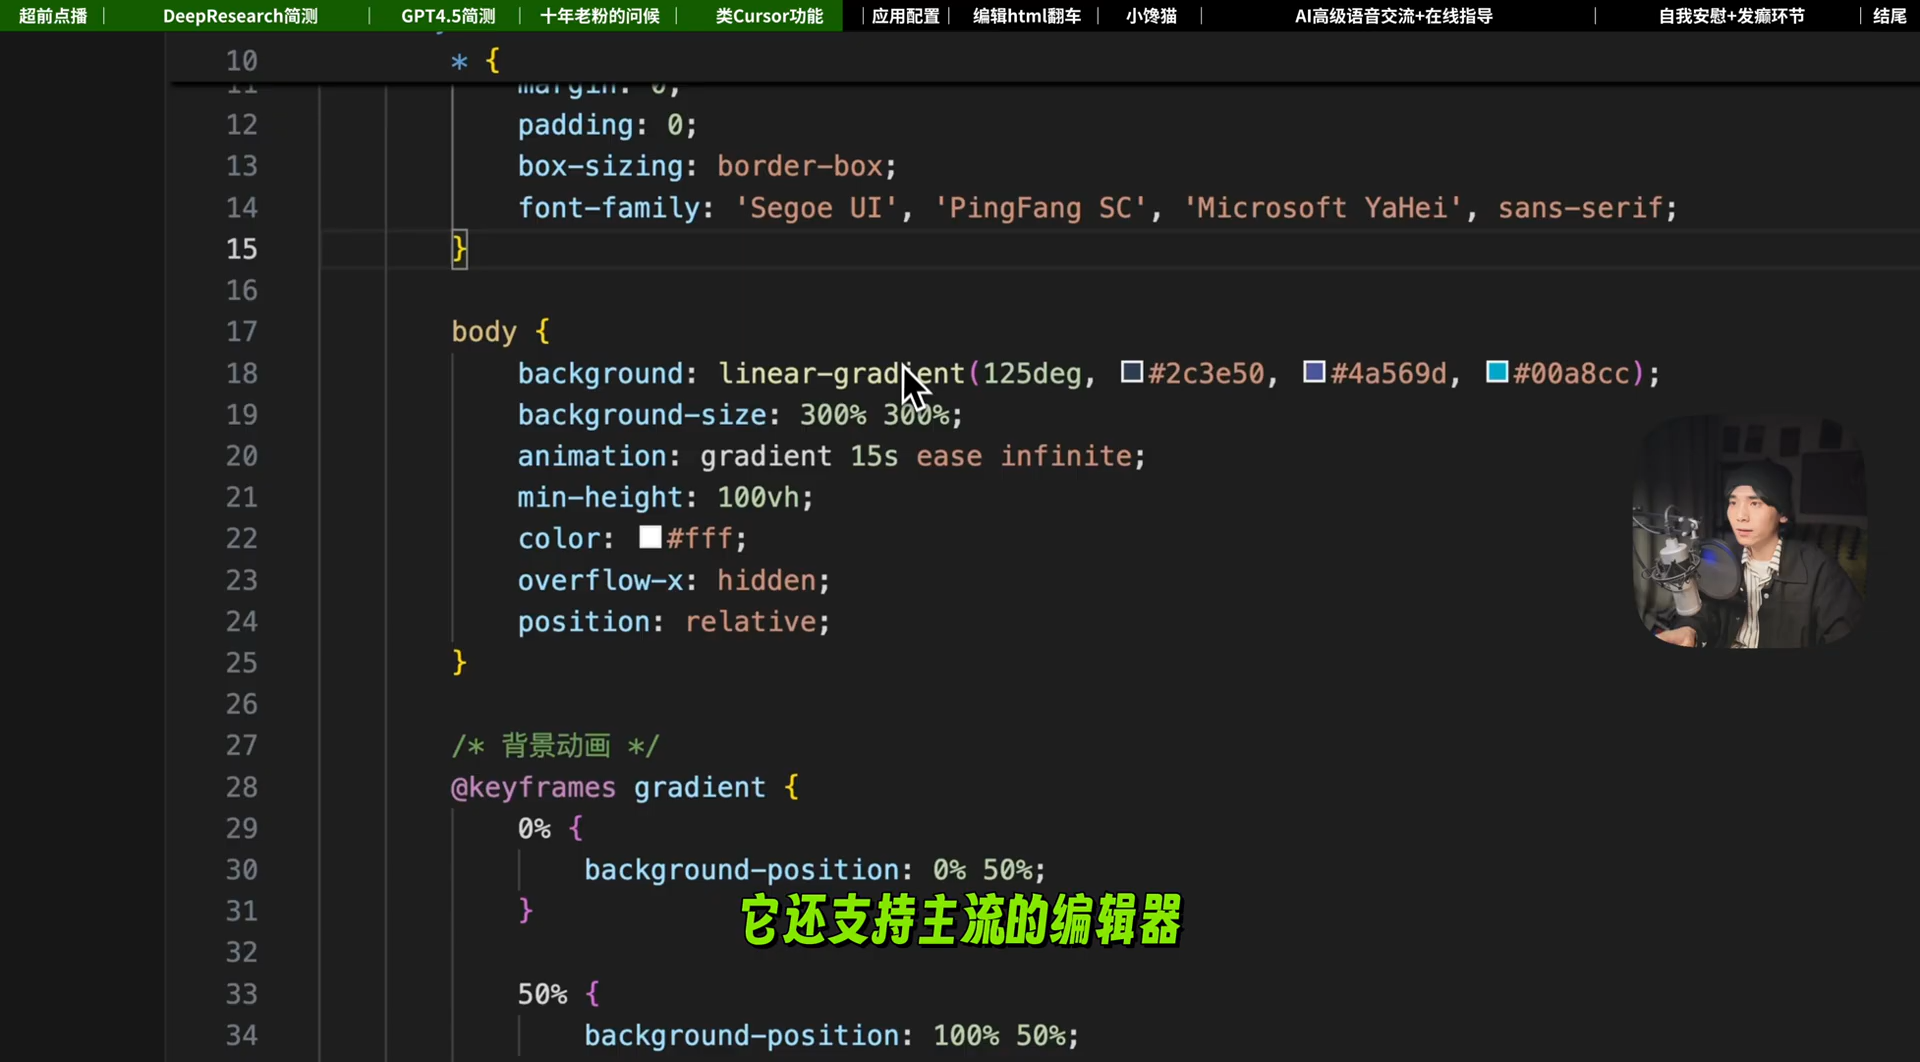 超前点播 | DeepResearch简测 | GPT4.5简测 | 十年老粉的问候 | 类Cursor功能 | 应用配置 | 编辑html翻车 | 小馋猫 | AI高级语音交流+在线指导 | 自我安慰+发癫环节 | 结尾
10 * {
11 margin: 0;
12 padding: 0;
13 box-sizing: border-box;
14 font-family: 'Segoe UI', 'PingFang SC', 'Microsoft YaHei', sans-serif;
15 }
16
17 body {
18 background: linear-gradient(125deg, #2c3e50, #4a569d, #00a8cc);
19 background-size: 300% 300%;
20 animation: gradient 15s ease infinite;
21 min-height: 100vh;
22 color: #fff;
23 overflow-x: hidden;
24 position: relative;
25 }
26
27 /* 背景动画 */
28 @keyframes gradient {
29 0% {
30 background-position: 0% 50%;
31 }
它还支持主流的编辑器
32
33 50% {
34 background-position: 100% 50%;